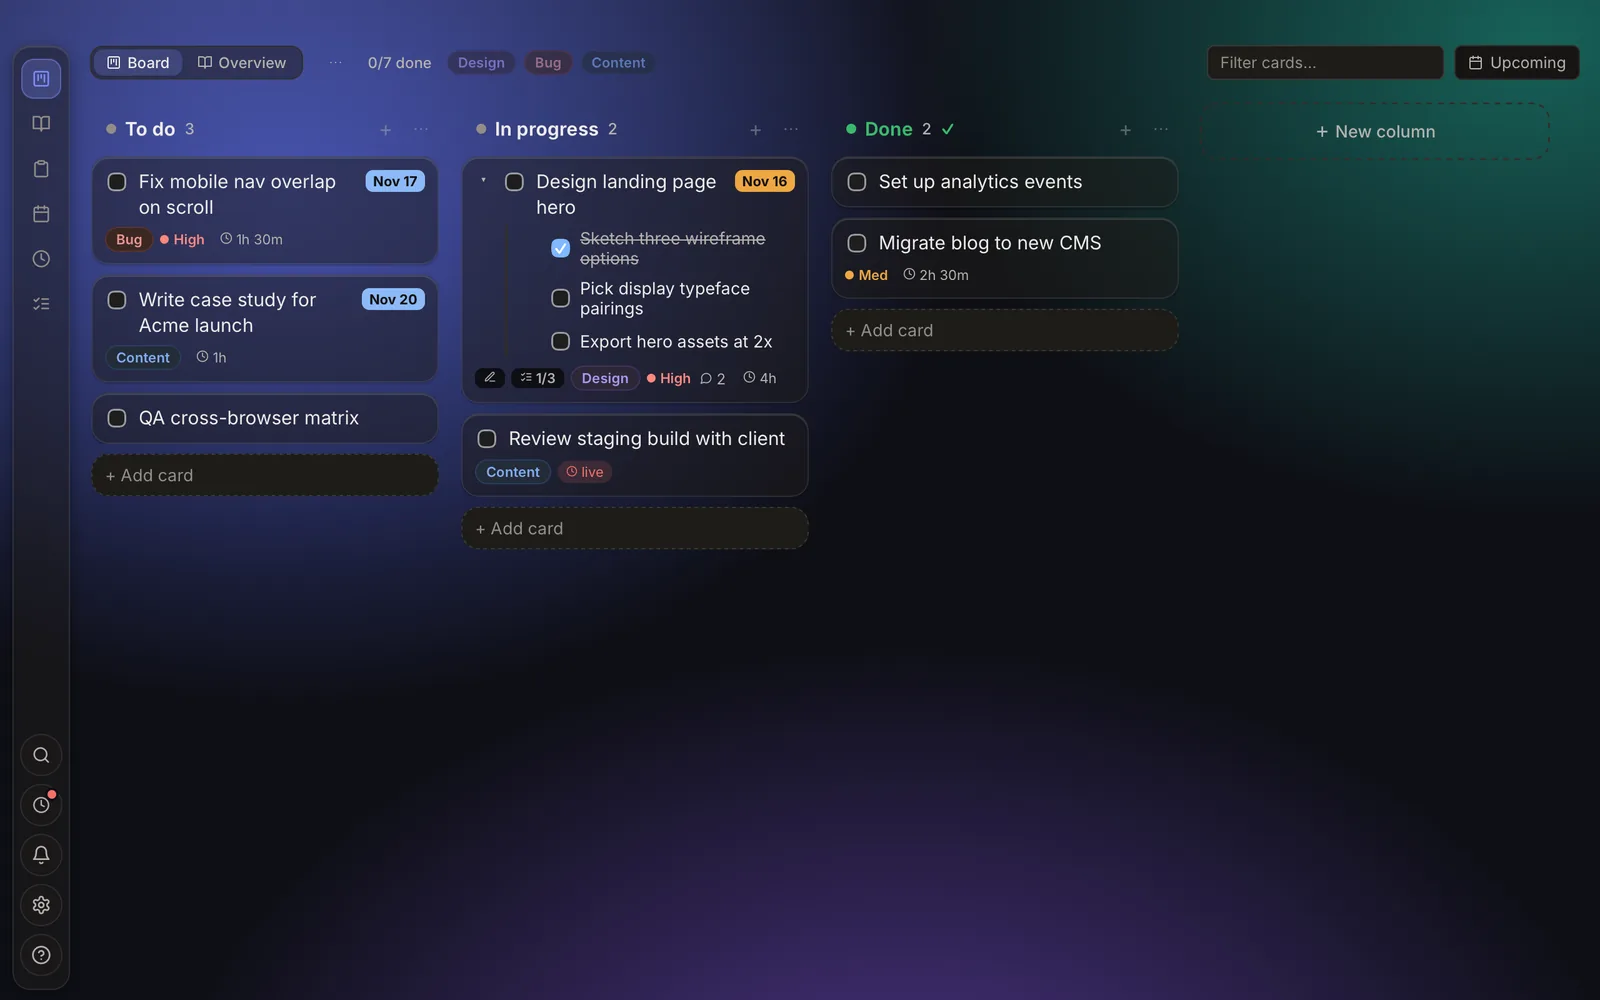 Board
Overview
...
0/7 done
Design
Bug
Content
Filter cards...
Upcoming
To do 3
+ ...
Fix mobile nav overlap
on scroll
Nov 17
Bug
High
1h 30m
Write case study for
Acme launch
Nov 20
Content
1h
QA cross-browser matrix
+ Add card
In progress 2
+ ...
Design landing page
hero
Nov 16
Sketch three wireframe
options
Pick display typeface
pairings
Export hero assets at 2x
1/3
Design
High
2
4h
Review staging build with client
Content
live
+ Add card
Done 2
+ ...
Set up analytics events
Migrate blog to new CMS
Med
2h 30m
+ Add card
+ New column